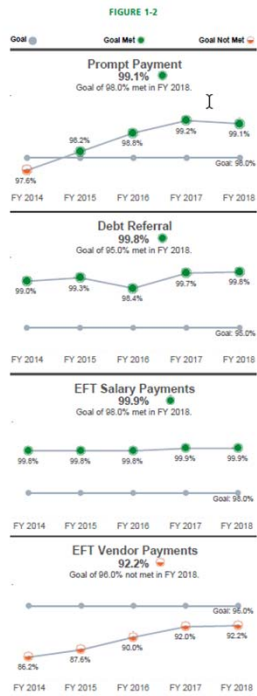 FIGURE 1-2
Goal Goal Met Goal Not Met
Prompt Payment
99.1%
Goal of 98.0% met in FY 2018.
97.6% 98.2% 98.8% 99.2% 99.1%
Goal: 98.0%
FY 2014 FY 2015 FY 2016 FY 2017 FY 2018
Debt Referral
99.8%
Goal of 95.0% met in FY 2018.
99.0% 99.3% 98.4% 99.7% 99.8%
Goal: 95.0%
FY 2014 FY 2015 FY 2016 FY 2017 FY 2018
EFT Salary Payments
99.9%
Goal of 98.0% met in FY 2018.
99.8% 99.8% 99.8% 99.9% 99.9%
Goal: 98.0%
FY 2014 FY 2015 FY 2016 FY 2017 FY 2018
EFT Vendor Payments
92.2%
Goal of 96.0% not met in FY 2018.
Goal: 96.0%
86.2% 87.6% 90.0% 92.0% 92.2%
FY 2014 FY 2015 FY 2016 FY 2017 FY 2018